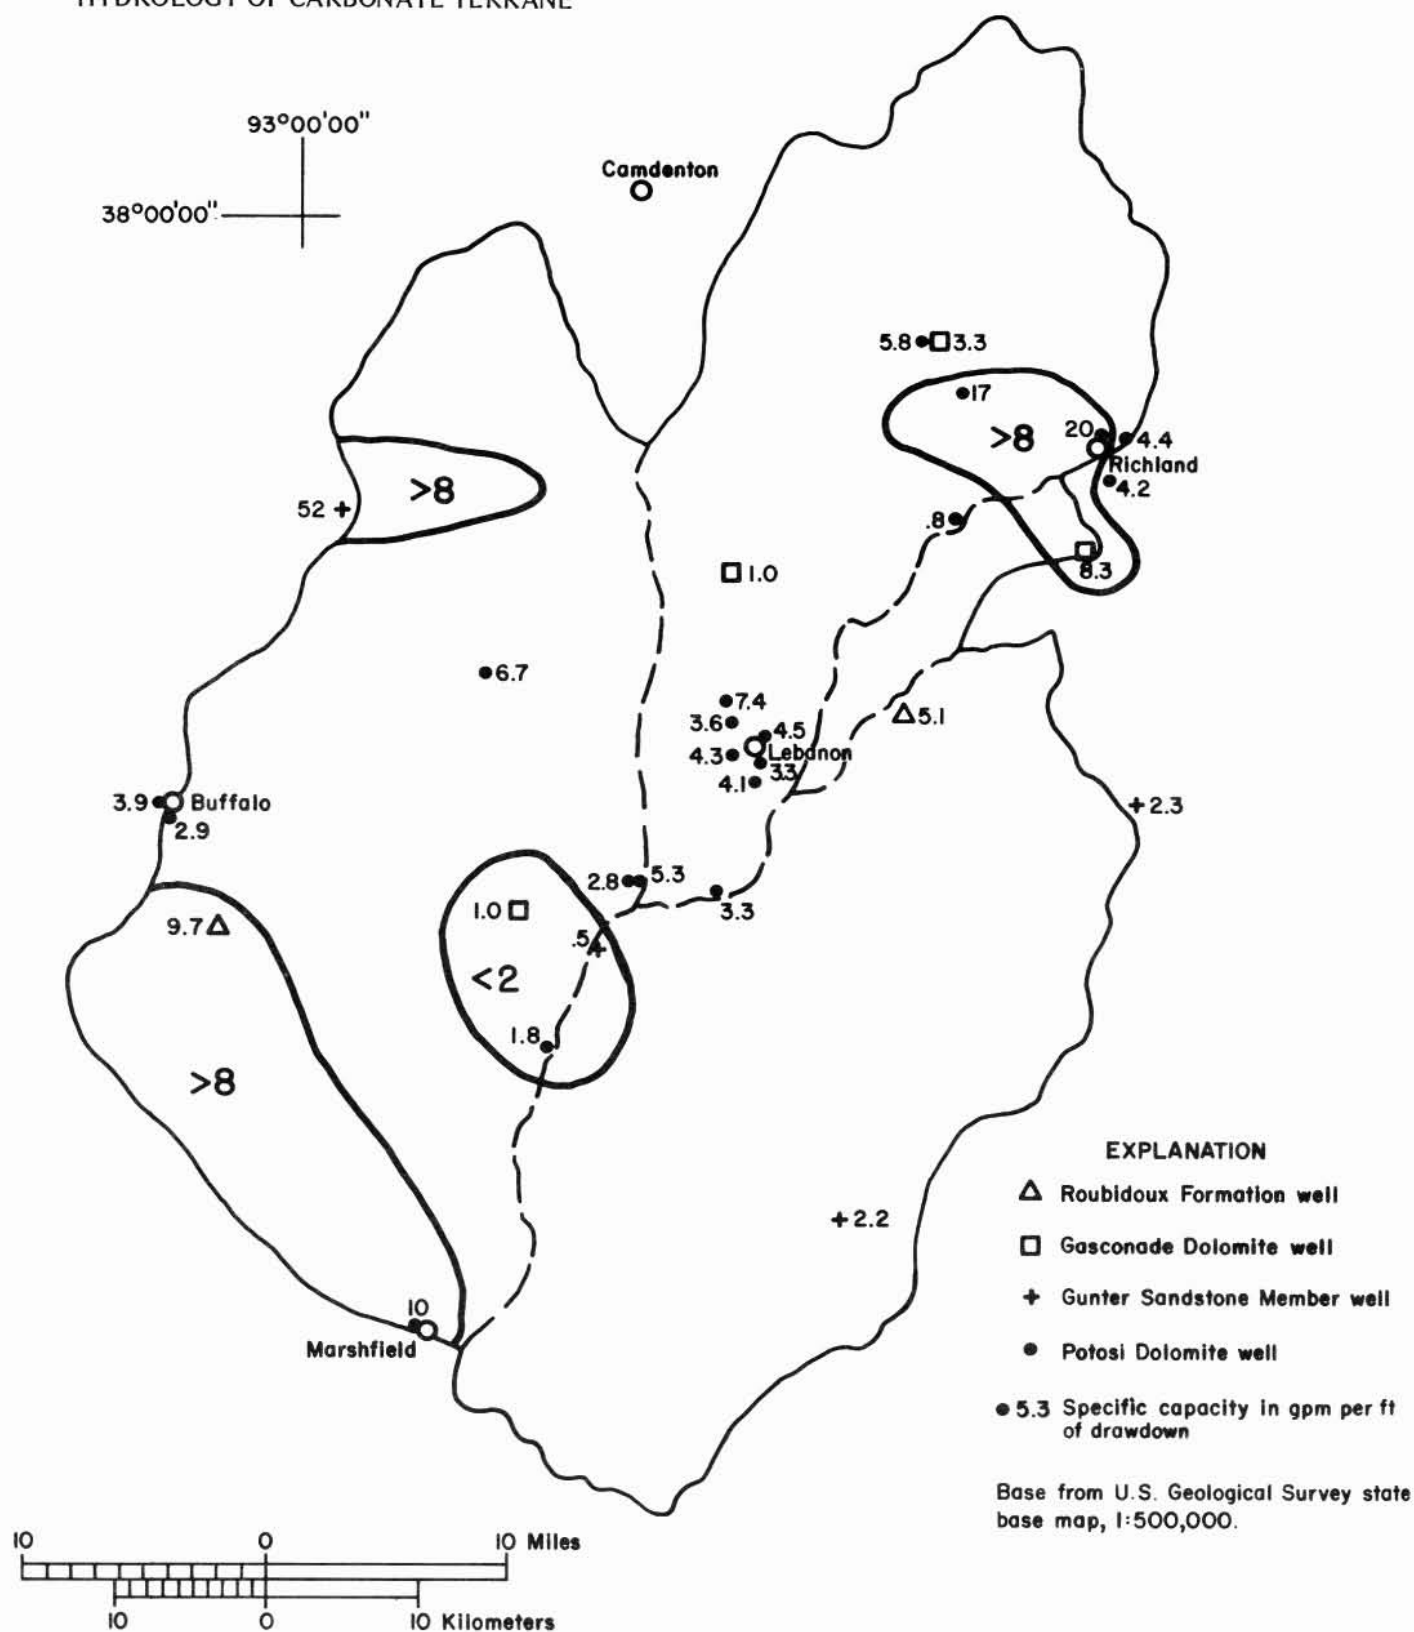 HYDROLOGY OF CARBONATE TERRANE
93°00'00"
Camdenton
38°00'00"
5.8 3.3
17
>8
20
4.4
Richland
4.2
>8
52
.8
8.3
1.0
6.7
7.4
3.6
4.5
4.3
Lebanon
3.3
4.1
5.1
3.9
Buffalo
2.9
2.3
2.8 5.3
3.3
1.0
.5
9.7
<2
1.8
>8
2.2
10
Marshfield
EXPLANATION
Roubidoux Formation well
Gasconade Dolomite well
Gunter Sandstone Member well
Potosi Dolomite well
5.3 Specific capacity in gpm per ft
of drawdown
Base from U.S. Geological Survey state
base map, 1:500,000.
10 0 10 Miles
10 0 10 Kilometers